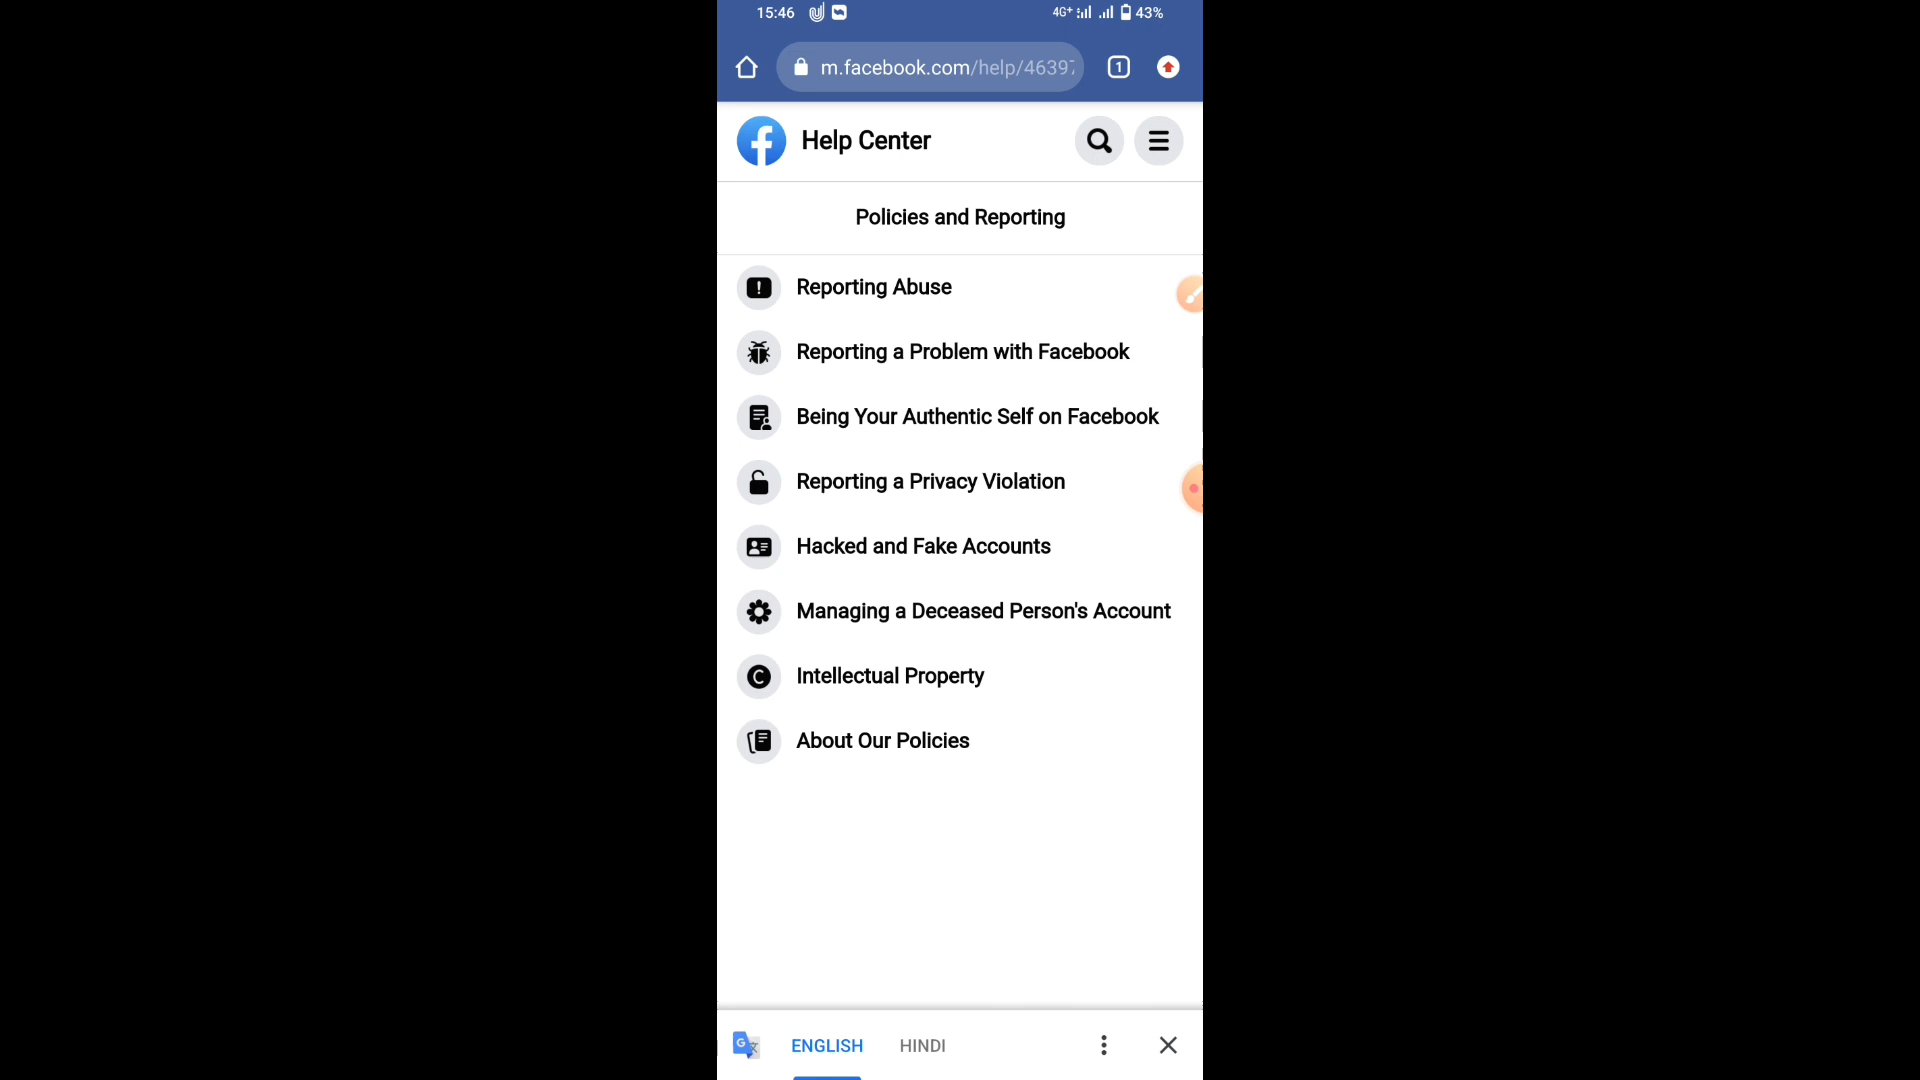 15:46 4G+ 43%
m.facebook.com/help/46397
1
Help Center
Policies and Reporting
Reporting Abuse
Reporting a Problem with Facebook
Being Your Authentic Self on Facebook
Reporting a Privacy Violation
Hacked and Fake Accounts
Managing a Deceased Person's Account
Intellectual Property
About Our Policies
ENGLISH HINDI